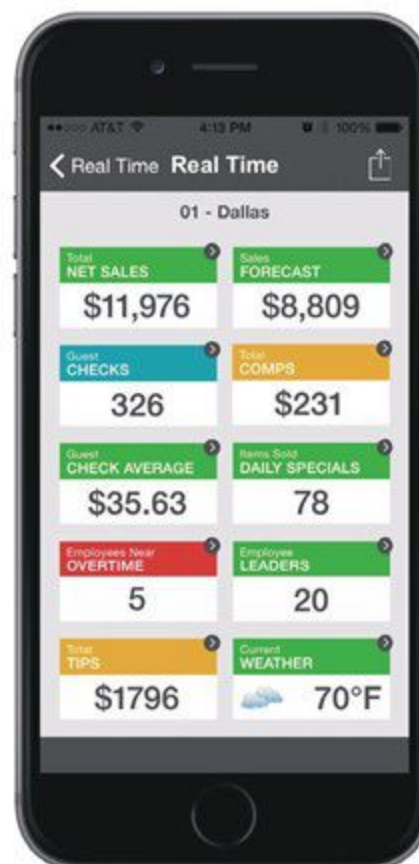 AT&T 4:13 PM 100%
Real Time Real Time
01 - Dallas
Total
NET SALES
$11,976
Sales
FORECAST
$8,809
Guest
CHECKS
326
Total
COMPS
$231
Guest
CHECK AVERAGE
$35.63
Items Sold
DAILY SPECIALS
78
Employees Near
OVERTIME
5
Employee
LEADERS
20
Total
TIPS
$1796
Current
WEATHER
70°F